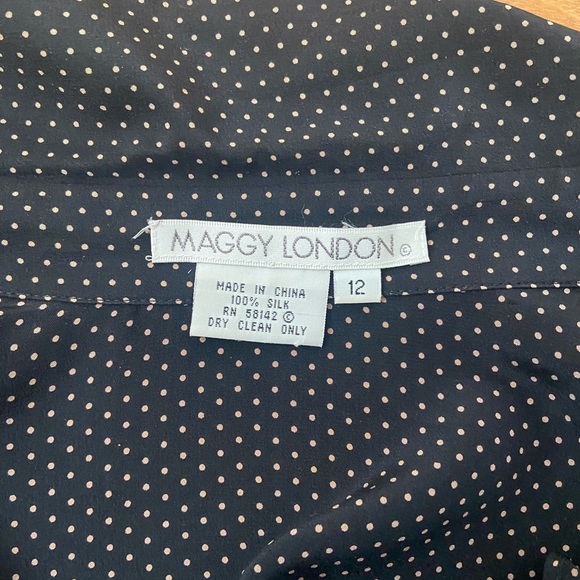 MAGGY LONDON ©
12
MADE IN CHINA
100% SILK
RN 58142 ©
DRY CLEAN ONLY